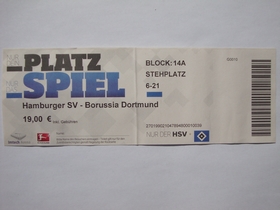 PLATZ
SPIEL
Hamburger SV - Borussia Dortmund
19,00 €
BLOCK: 14A
STEHPLATZ
6-21
NUR DER HSV